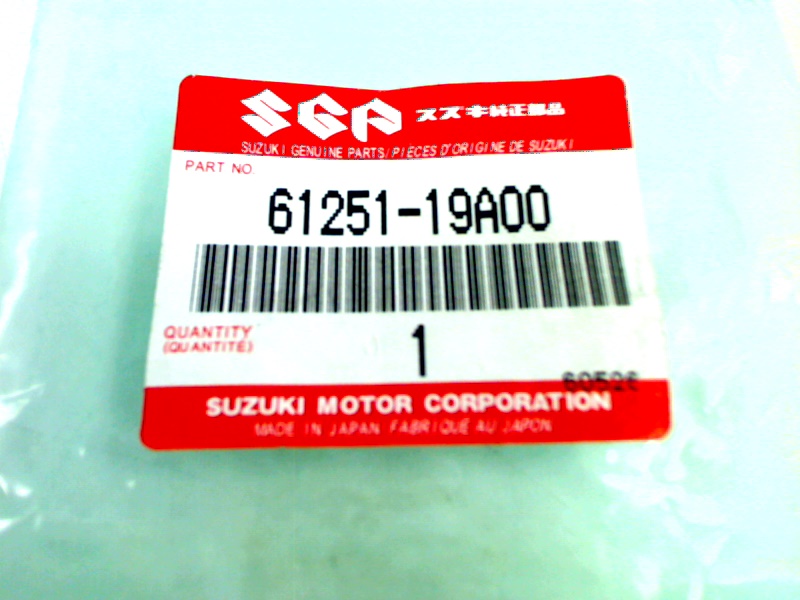 SGP スズキ純正部品
SUZUKI GENUINE PARTS/PIECES D'ORIGINE DE SUZUKI
PART NO.
61251-19A00
QUANTITY
(QUANTITÉ)
1
60526
SUZUKI MOTOR CORPORATION
MADE IN JAPAN FABRIQUÉ AU JAPON